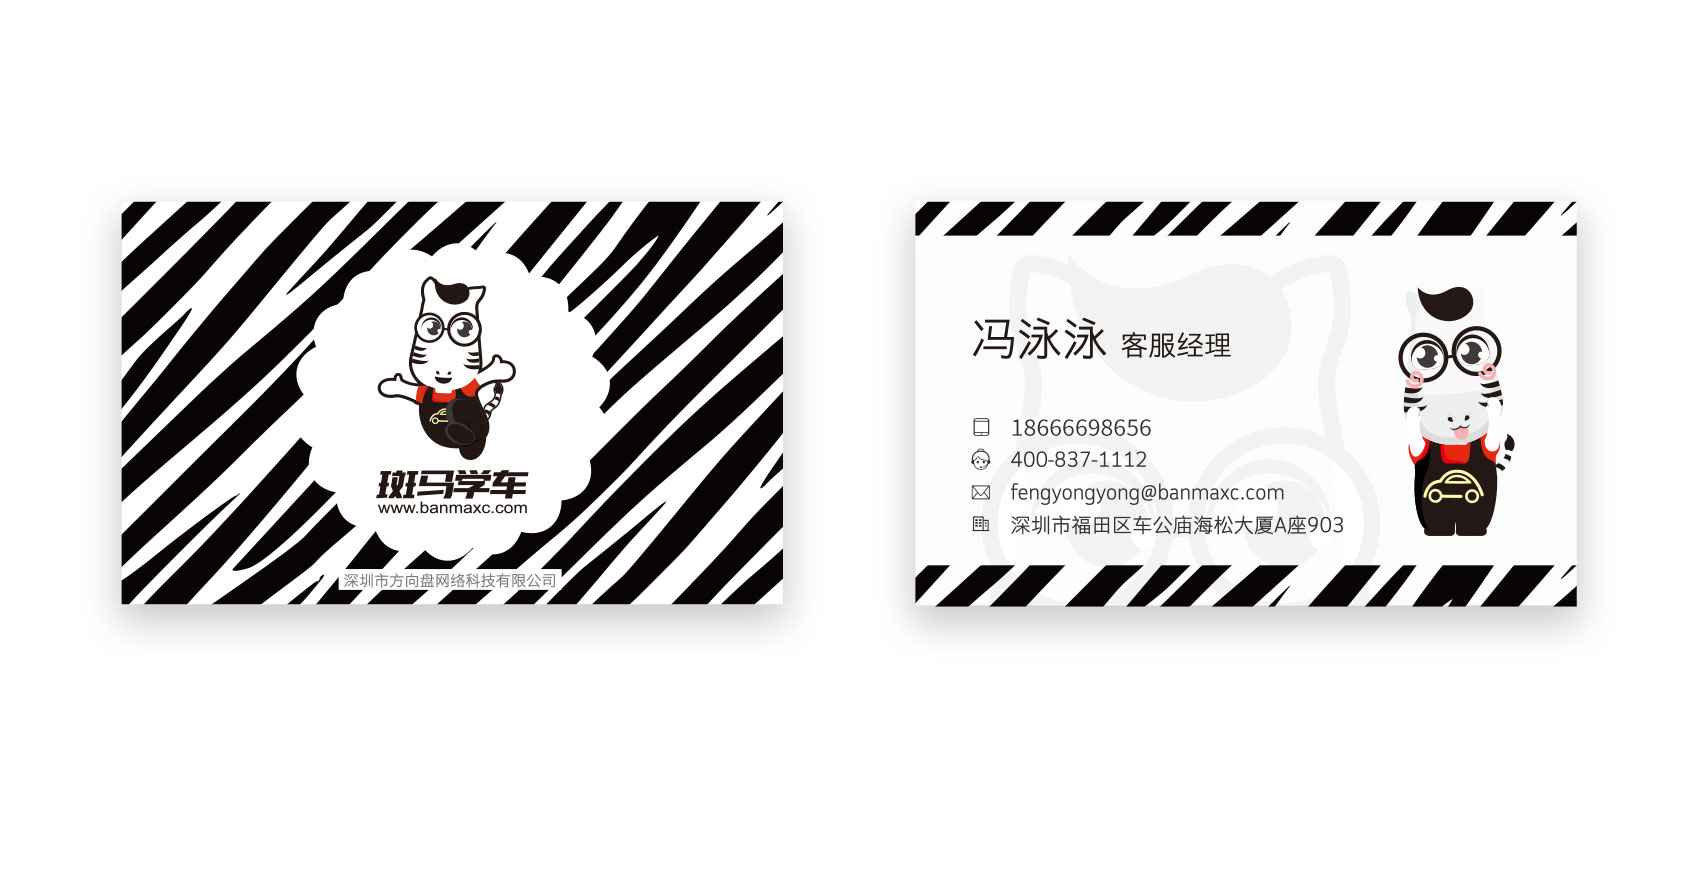 斑马学车
www.banmaxc.com
深圳市方向盘网络科技有限公司
冯泳泳 客服经理
18666698656
400-837-1112
fengyongyong@banmaxc.com
深圳市福田区车公庙海松大厦A座903